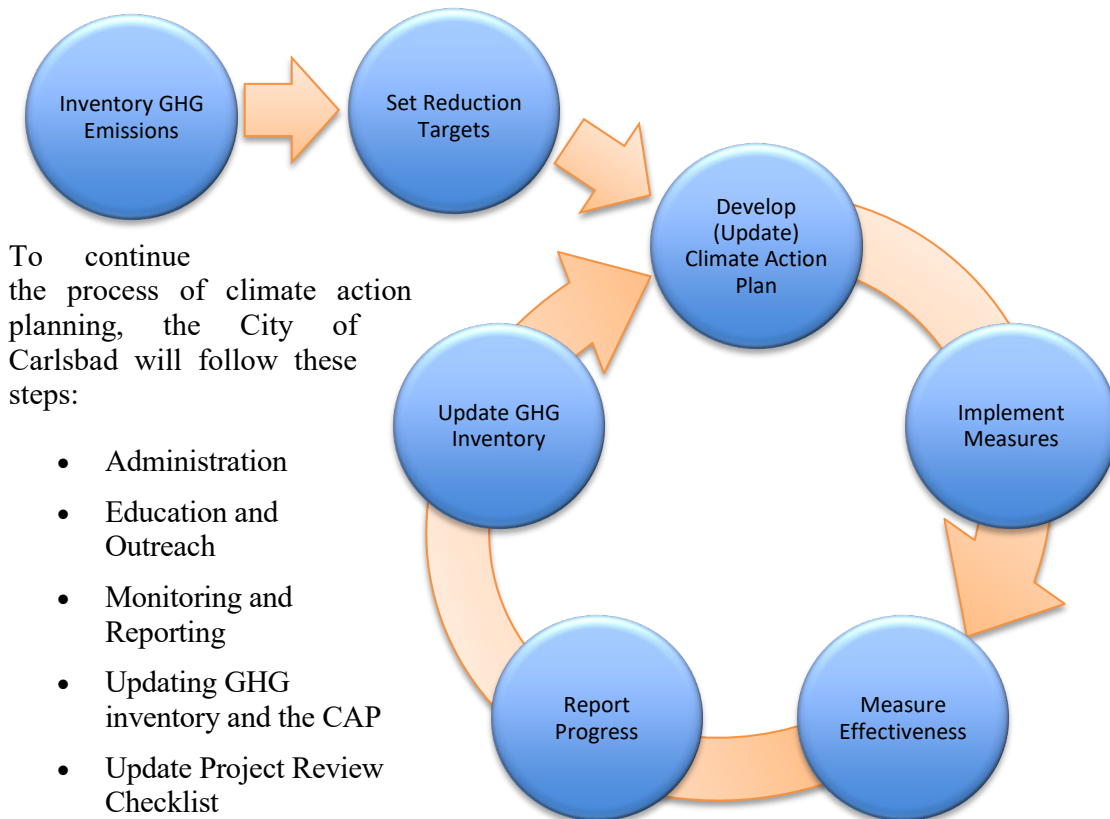 Inventory GHG
Emissions
Set Reduction
Targets
Develop
(Update)
Climate Action
Plan
Implement
Measures
Measure
Effectiveness
Report
Progress
Update GHG
Inventory
To continue
the process of climate action
planning, the City of
Carlsbad will follow these
steps:
• Administration
• Education and
Outreach
• Monitoring and
Reporting
• Updating GHG
inventory and the CAP
• Update Project Review
Checklist